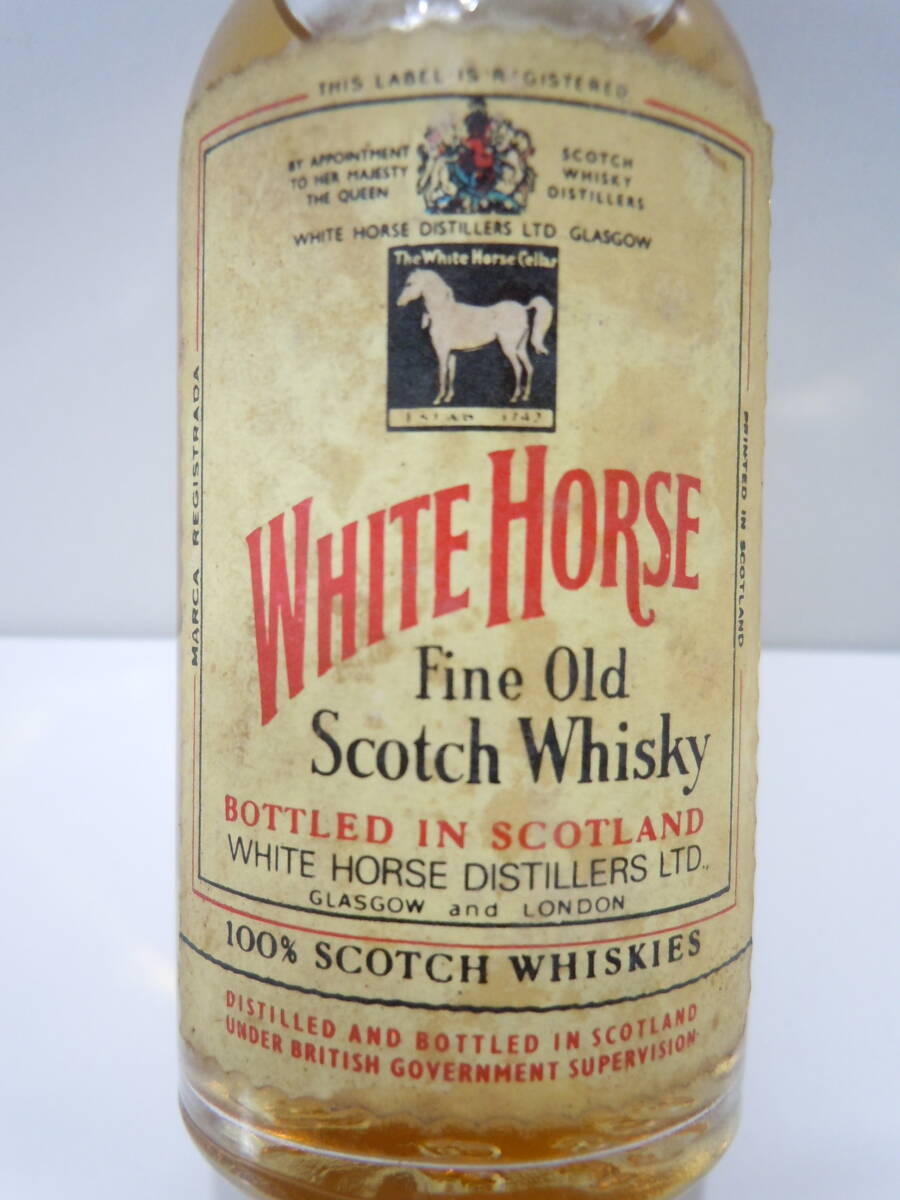 THIS LABEL IS REGISTERED
BY APPOINTMENT
TO HER MAJESTY
THE QUEEN
SCOTCH
WHISKY
DISTILLERS
WHITE HORSE DISTILLERS LTD GLASGOW
The White Horse Cellar
ESTAB 1742
MARCA REGISTRADA
PRINTED IN SCOTLAND
WHITE HORSE
Fine Old
Scotch Whisky
BOTTLED IN SCOTLAND
WHITE HORSE DISTILLERS LTD.,
GLASGOW and LONDON
100% SCOTCH WHISKIES
DISTILLED AND BOTTLED IN SCOTLAND
UNDER BRITISH GOVERNMENT SUPERVISION